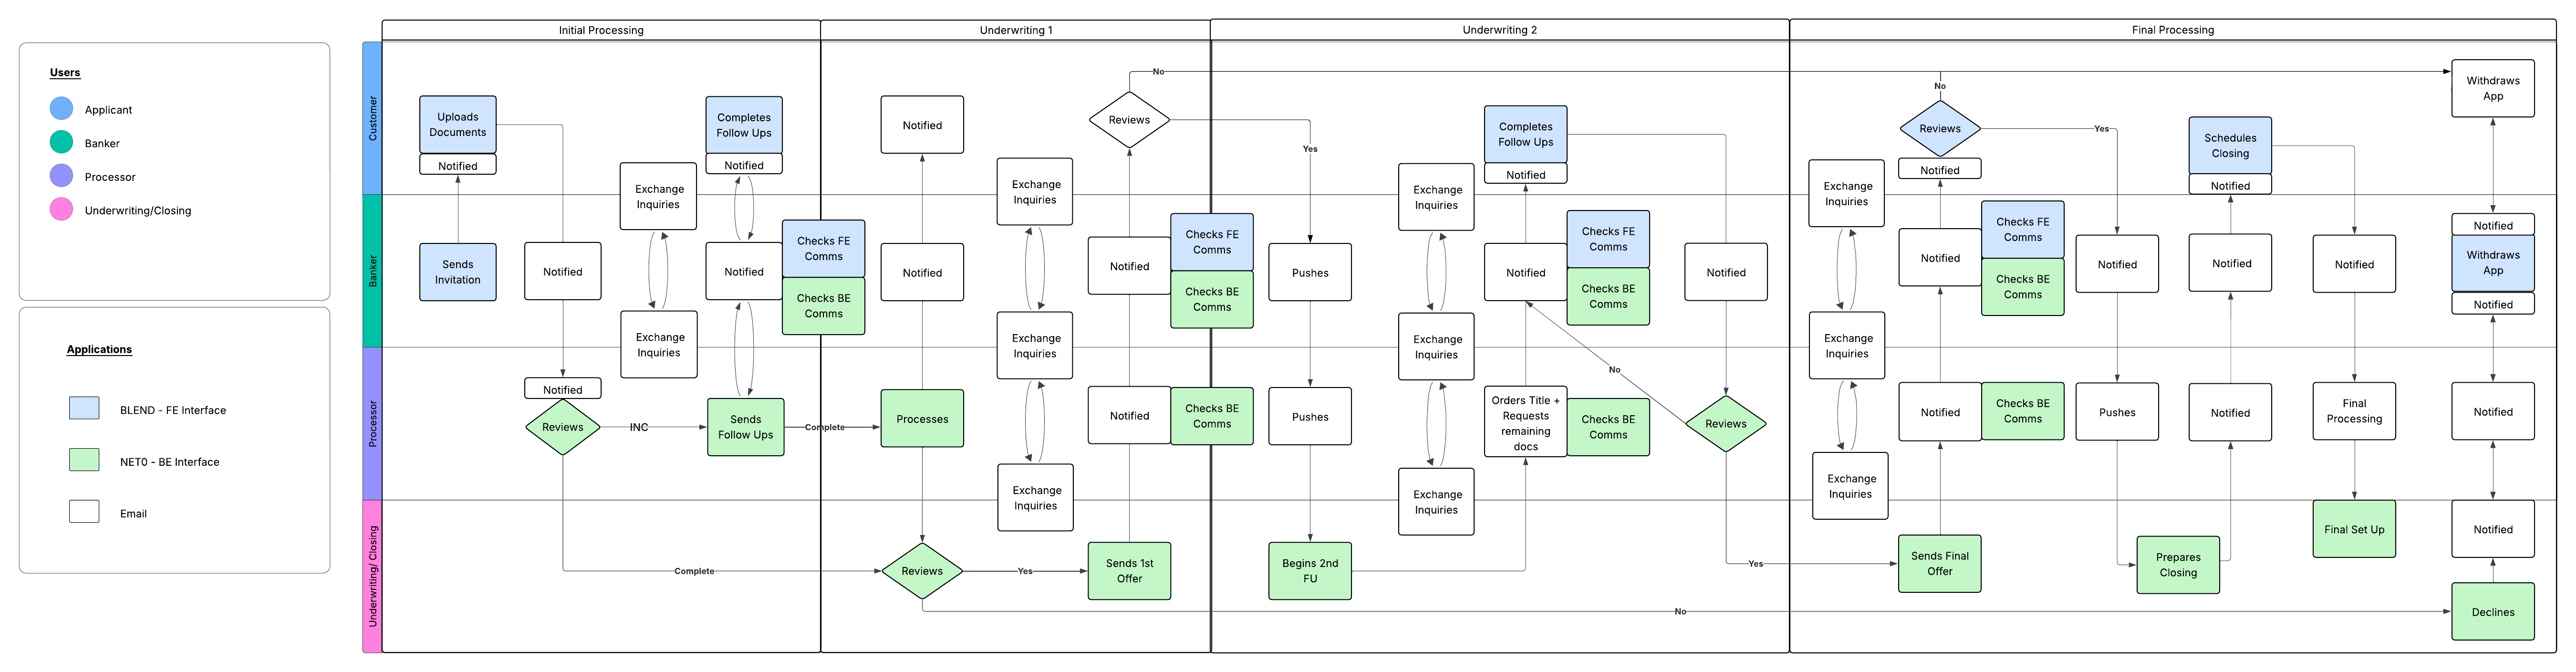 Initial Processing
Underwriting 1
Underwriting 2
Final Processing
Users
Applicant
Banker
Processor
Underwriting/Closing
Applications
BLEND - FE Interface
NET0 - BE Interface
Email
Customer
Banker
Processor
Underwriting/ Closing
Uploads
Documents
Notified
Sends
Invitation
Notified
Notified
Reviews
INC
Complete
Exchange
Inquiries
Exchange
Inquiries
Completes
Follow Ups
Notified
Notified
Checks FE
Comms
Checks BE
Comms
Sends
Follow Ups
Complete
Notified
Notified
Processes
Reviews
Yes
No
Exchange
Inquiries
Exchange
Inquiries
Exchange
Inquiries
Reviews
No
Yes
Notified
Checks FE
Comms
Checks BE
Comms
Notified
Checks BE
Comms
Sends 1st
Offer
Pushes
Pushes
Begins 2nd
FU
Exchange
Inquiries
Exchange
Inquiries
Exchange
Inquiries
Completes
Follow Ups
Notified
Notified
Checks FE
Comms
Checks BE
Comms
Orders Title +
Requests
remaining
docs
Checks BE
Comms
Notified
No
Reviews
Yes
Exchange
Inquiries
Exchange
Inquiries
Exchange
Inquiries
No
Reviews
Yes
Notified
Notified
Checks FE
Comms
Checks BE
Comms
Notified
Checks BE
Comms
Sends Final
Offer
Notified
Pushes
Prepares
Closing
Schedules
Closing
Notified
Notified
Notified
Notified
Final
Processing
Final Set Up
Withdraws
App
Notified
Withdraws
App
Notified
Notified
Notified
Declines